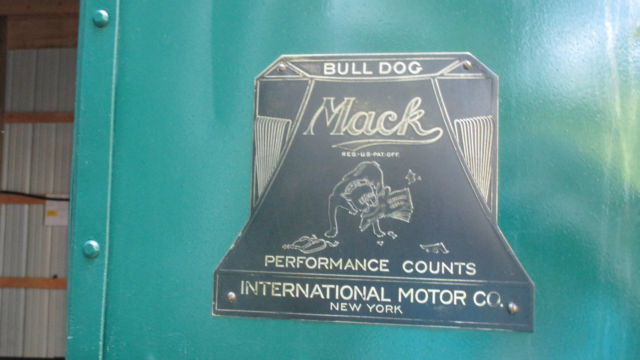 BULL DOG
Mack
REG.·U.S·PAT.OFF.
PERFORMANCE COUNTS
INTERNATIONAL MOTOR CO.
NEW YORK